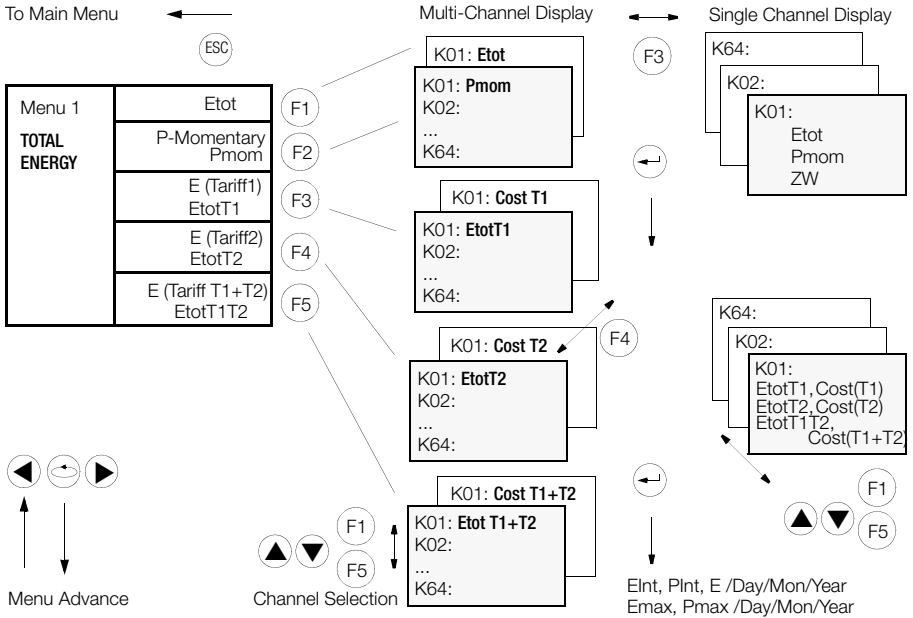 To Main Menu
ESC
Multi-Channel Display
Single Channel Display
F3
Menu 1
TOTAL
ENERGY
Etot
F1
P-Momentary
Pmom
F2
E (Tariff1)
EtotT1
F3
E (Tariff2)
EtotT2
F4
E (Tariff T1+T2)
EtotT1T2
F5
K01: Etot
K01: Pmom
K02:
...
K64:
K01: Cost T1
K01: EtotT1
K02:
...
K64:
K01: Cost T2
F4
K01: EtotT2
K02:
...
K64:
K01: Cost T1+T2
K01: Etot T1+T2
K02:
...
K64:
K64:
K02:
K01:
Etot
Pmom
ZW
K64:
K02:
K01:
EtotT1, Cost(T1)
EtotT2, Cost(T2)
EtotT1T2,
Cost(T1+T2)
F1
F5
Menu Advance
F1
F5
Channel Selection
EInt, PInt, E /Day/Mon/Year
Emax, Pmax /Day/Mon/Year